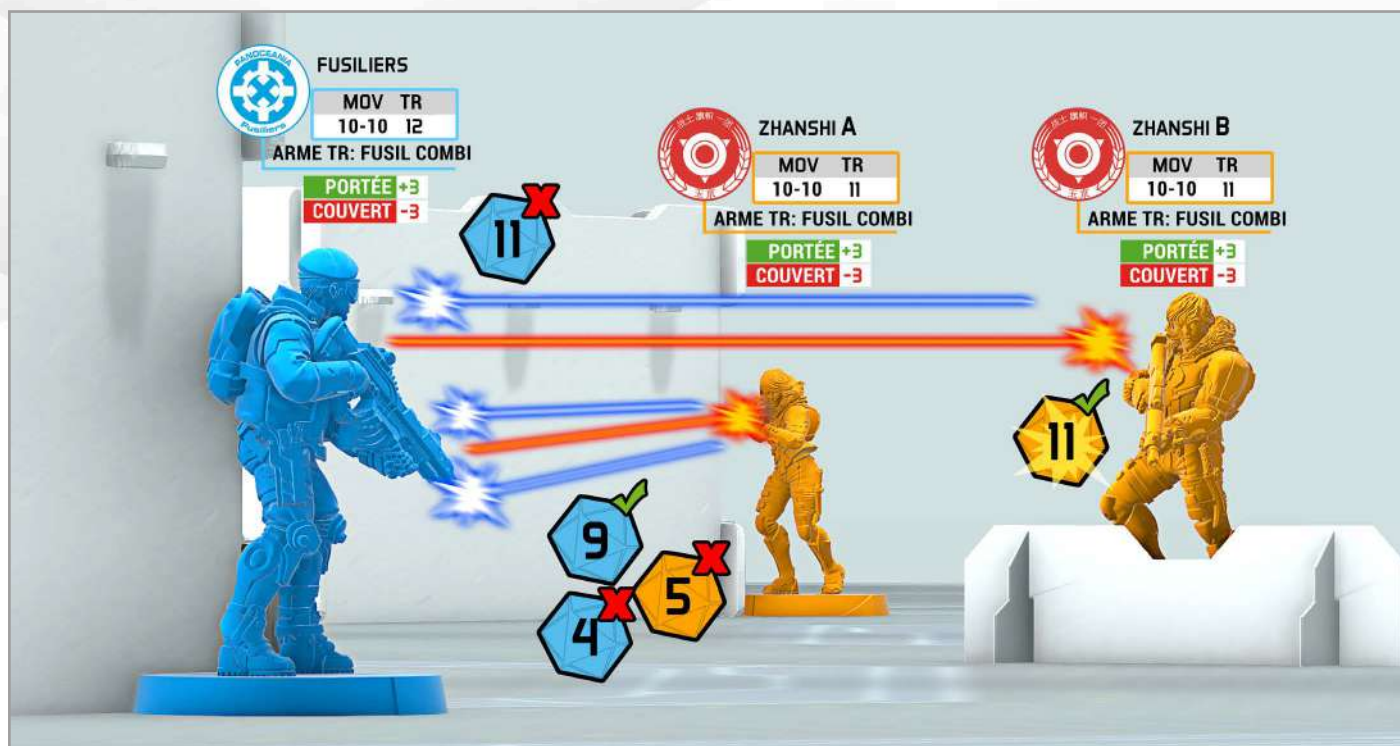 PANOCEANIA
Fusiliers
FUSILIERS
MOV TR
10-10 12
ARME TR: FUSIL COMBI
PORTÉE +3
COUVERT -3
ZHANSHI A
MOV TR
10-10 11
ARME TR: FUSIL COMBI
PORTÉE +3
COUVERT -3
ZHANSHI B
MOV TR
10-10 11
ARME TR: FUSIL COMBI
PORTÉE +3
COUVERT -3
11
11
9
5
4